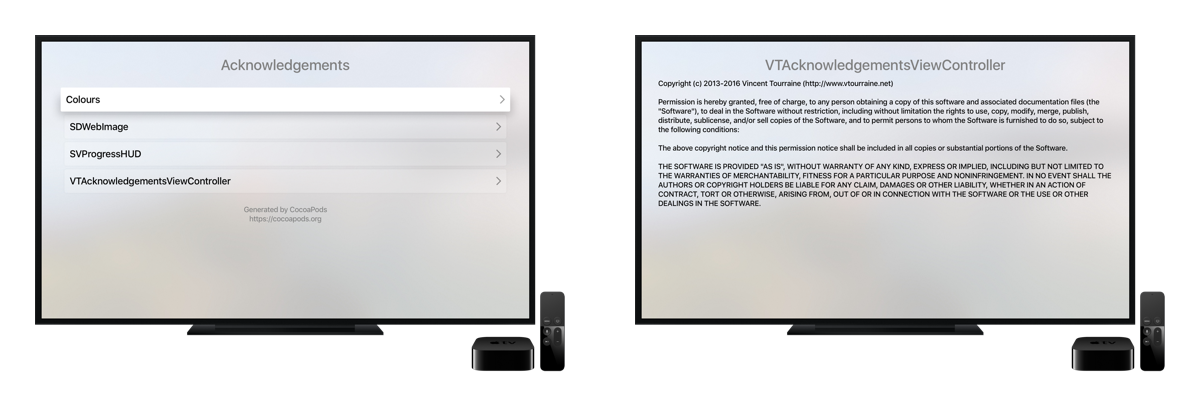 Acknowledgements
Colours
SDWebImage
SVProgressHUD
VTAcknowledgementsViewController
Generated by CocoaPods
https://cocoapods.org
VTAcknowledgementsViewController
Copyright (c) 2013-2016 Vincent Tourraine (http://www.vtourraine.net)
Permission is hereby granted, free of charge, to any person obtaining a copy of this software and associated documentation files (the
"Software"), to deal in the Software without restriction, including without limitation the rights to use, copy, modify, merge, publish,
distribute, sublicense, and/or sell copies of the Software, and to permit persons to whom the Software is furnished to do so, subject to
the following conditions:
The above copyright notice and this permission notice shall be included in all copies or substantial portions of the Software.
THE SOFTWARE IS PROVIDED "AS IS", WITHOUT WARRANTY OF ANY KIND, EXPRESS OR IMPLIED, INCLUDING BUT NOT LIMITED TO
THE WARRANTIES OF MERCHANTABILITY, FITNESS FOR A PARTICULAR PURPOSE AND NONINFRINGEMENT. IN NO EVENT SHALL THE
AUTHORS OR COPYRIGHT HOLDERS BE LIABLE FOR ANY CLAIM, DAMAGES OR OTHER LIABILITY, WHETHER IN AN ACTION OF
CONTRACT, TORT OR OTHERWISE, ARISING FROM, OUT OF OR IN CONNECTION WITH THE SOFTWARE OR THE USE OR OTHER
DEALINGS IN THE SOFTWARE.